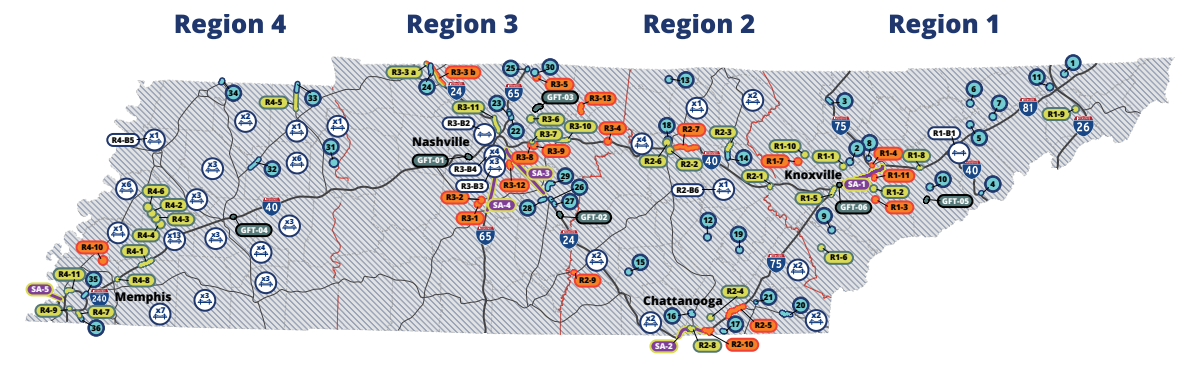 Region 4 Region 3 Region 2 Region 1
R3-3 a R3-3 b 25 30 1
24 24 65 R3-5 13 11
34 R4-5 33 GFT-03 R3-13 x1 x2 3 6 7 81 R1-9 26
x2 R3-11 23 R3-6 75
R4-B5 x1 x1 x1 R3-B2 22 R3-7 R3-10 R3-4 18 R2-7 R2-3 R1-B1 5
Nashville x4 R3-9 x4 R1-10 2 8
31 GFT-01 x4 R3-8 R2-6 R2-2 40 14 R1-7 R1-1 R1-4 R1-8
x3 32 x6 R3-B4 x3 SA-3 29 R2-1 Knoxville R1-11 40
x6 R4-6 x3 R3-B3 R3-12 26 R2-B6 x1 SA-1 10 4
R4-2 R3-2 SA-4 28 27 R1-5 R1-2 GFT-05
40 GFT-06 R1-3
R4-3 R3-1 GFT-02 12 9
x1 R4-4 x13 x3 GFT-04 x3 65 24 19
R4-10 R4-1 x4 x2 15 75 x2 R1-6
R4-11 35 R4-8 x3 R2-9
SA-5 240 Memphis x3 Chattanooga R2-4 21 20
R4-9 R4-7 x7 x2 16 17 R2-5 x2
36 SA-2 R2-8 R2-10